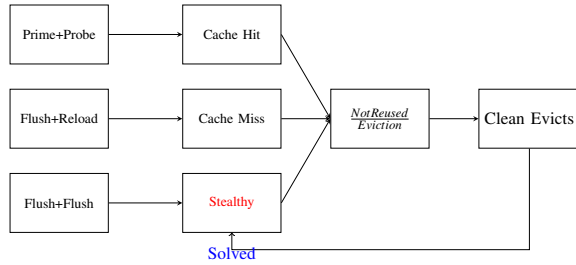 Prime+Probe
Cache Hit
Flush+Reload
Cache Miss
NotReused
Eviction
Clean Evicts
Flush+Flush
Stealthy
Solved